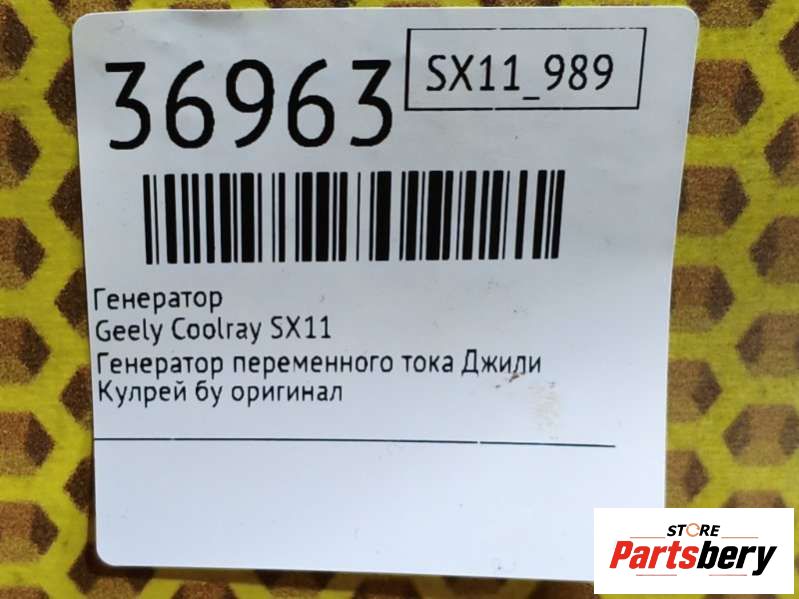 36963
SX11_989
Генератор
Geely Coolray SX11
Генератор переменного тока Джили
Кулрей бу оригинал
STORE
Partsbery